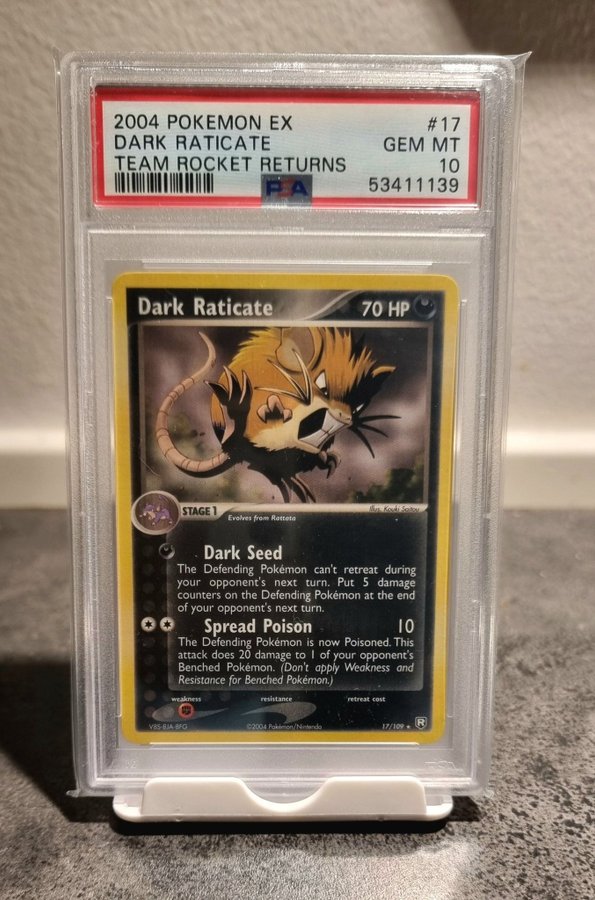 2004 POKEMON EX #17
DARK RATICATE GEM MT
TEAM ROCKET RETURNS 10
PSA 53411139
Dark Raticate 70 HP
STAGE 1
Illus. Kouki Saitou
Evolves from Rattata
Dark Seed
The Defending Pokémon can't retreat during
your opponent's next turn. Put 5 damage
counters on the Defending Pokémon at the end
of your opponent's next turn.
Spread Poison 10
The Defending Pokémon is now Poisoned. This
attack does 20 damage to 1 of your opponent's
Benched Pokémon. (Don't apply Weakness and
Resistance for Benched Pokémon.)
weakness resistance retreat cost
V85-EJA-BFG ©2004 Pokémon/Nintendo 17/109 ★ R